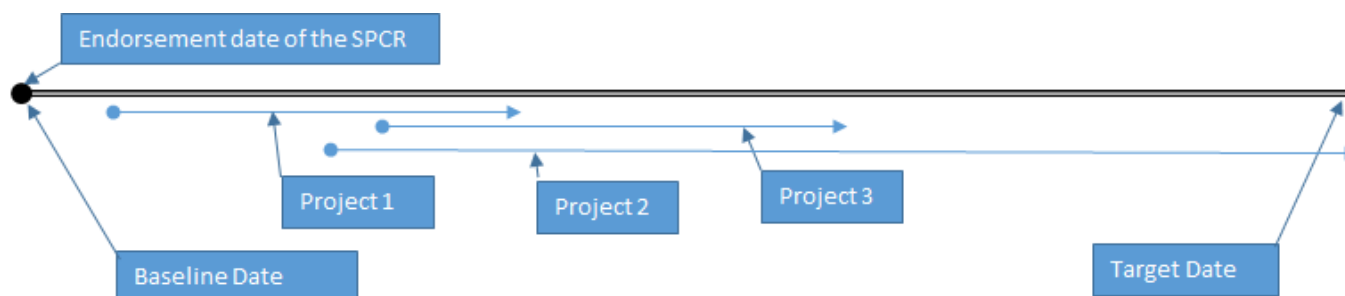 Endorsement date of the SPCR
Project 1
Project 2
Project 3
Baseline Date
Target Date